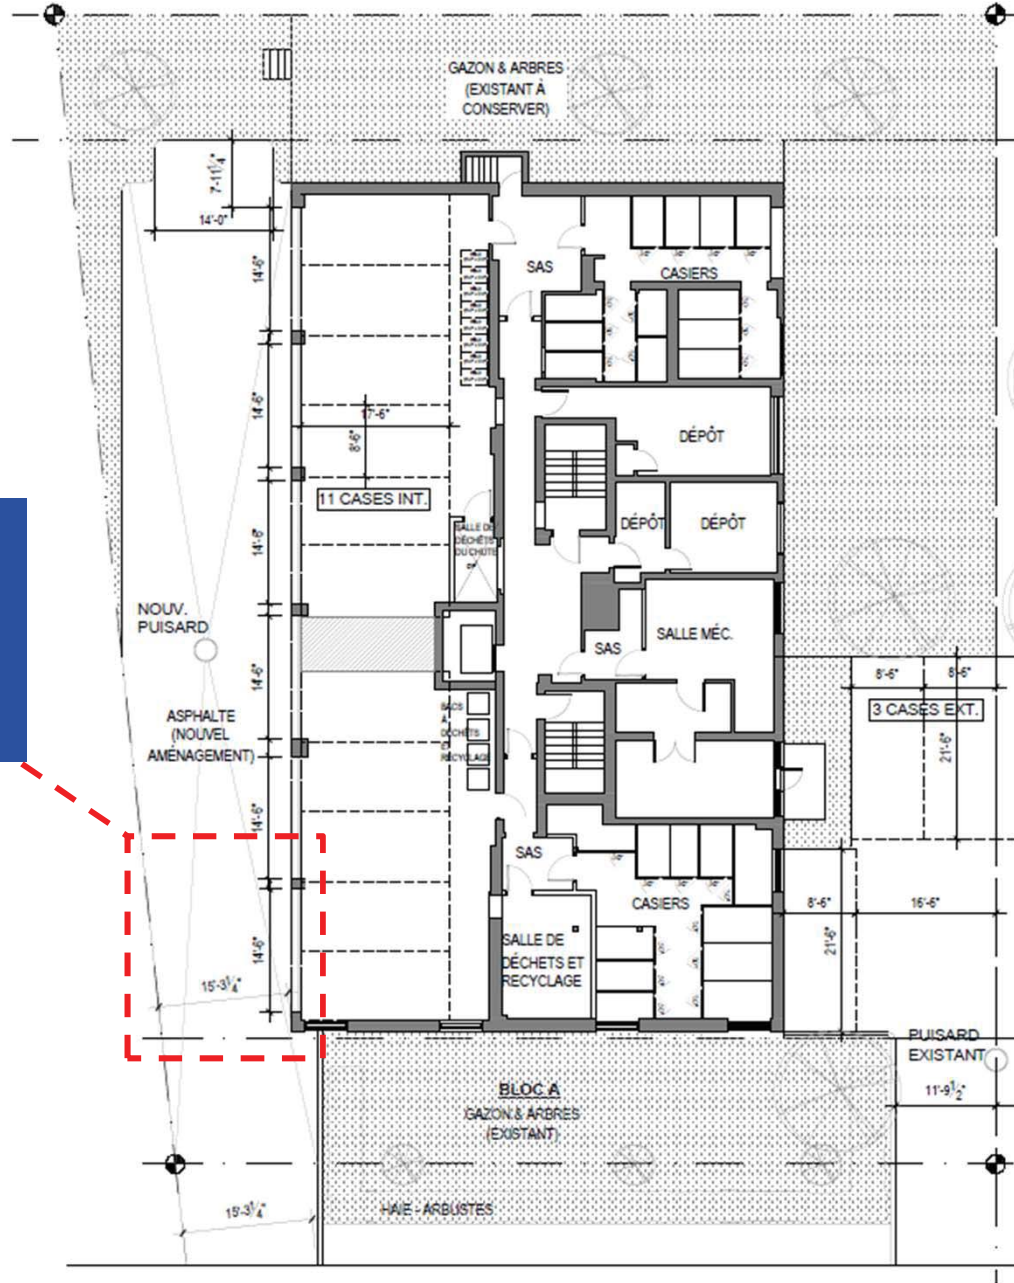 GAZON & ARBRES
(EXISTANT À
CONSERVER)
7'-11¼"
14'-0"
14'-6"
SAS
CASIERS
14'-6"
17'-6"
8'-6"
DÉPÔT
11 CASES INT.
14'-6"
SALLE DE
DÉCHETS
DU CHUTE
DÉPÔT
DÉPÔT
NOUV.
PUISARD
SALLE MÉC.
SAS
14'-6"
8'-6"
8'-6"
3 CASES EXT.
21'-6"
ASPHALTE
(NOUVEL
AMÉNAGEMENT)
BACS
À
DÉCHETS
ET
RECYCLAGE
14'-6"
SAS
CASIERS
8'-6"
16'-6"
21'-6"
14'-6"
SALLE DE
DÉCHETS ET
RECYCLAGE
15'-3¼"
PUISARD
EXISTANT
11'-9½"
BLOC A
GAZON & ARBRES
(EXISTANT)
15'-3¼"
HAIE - ARBUSTES